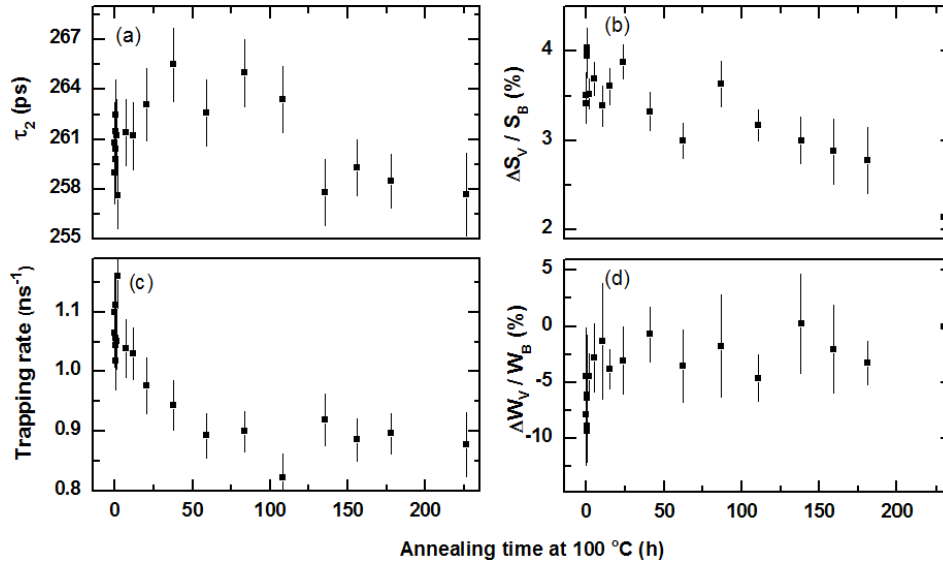 (a)
τ2 (ps)
267
264
261
258
255
(b)
ΔSV / SB (%)
4
3
2
(c)
Trapping rate (ns-1)
1.1
1.0
0.9
0.8
0
50
100
150
200
(d)
ΔWV / WB (%)
5
0
-5
-10
0
50
100
150
200
Annealing time at 100 °C (h)